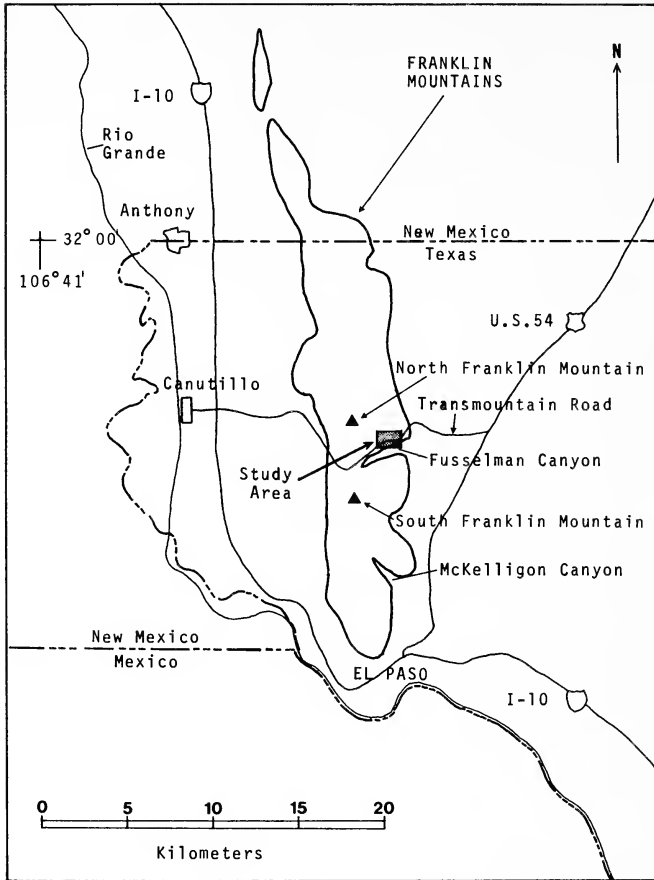 FRANKLIN
MOUNTAINS
N
I-10
Rio
Grande
Anthony
32°00'
106°41'
New Mexico
Texas
U.S.54
North Franklin Mountain
Canutillo
Transmountain Road
Study
Area
Fusselman Canyon
South Franklin Mountain
McKelligon Canyon
New Mexico
Mexico
EL PASO
I-10
0 5 10 15 20
Kilometers